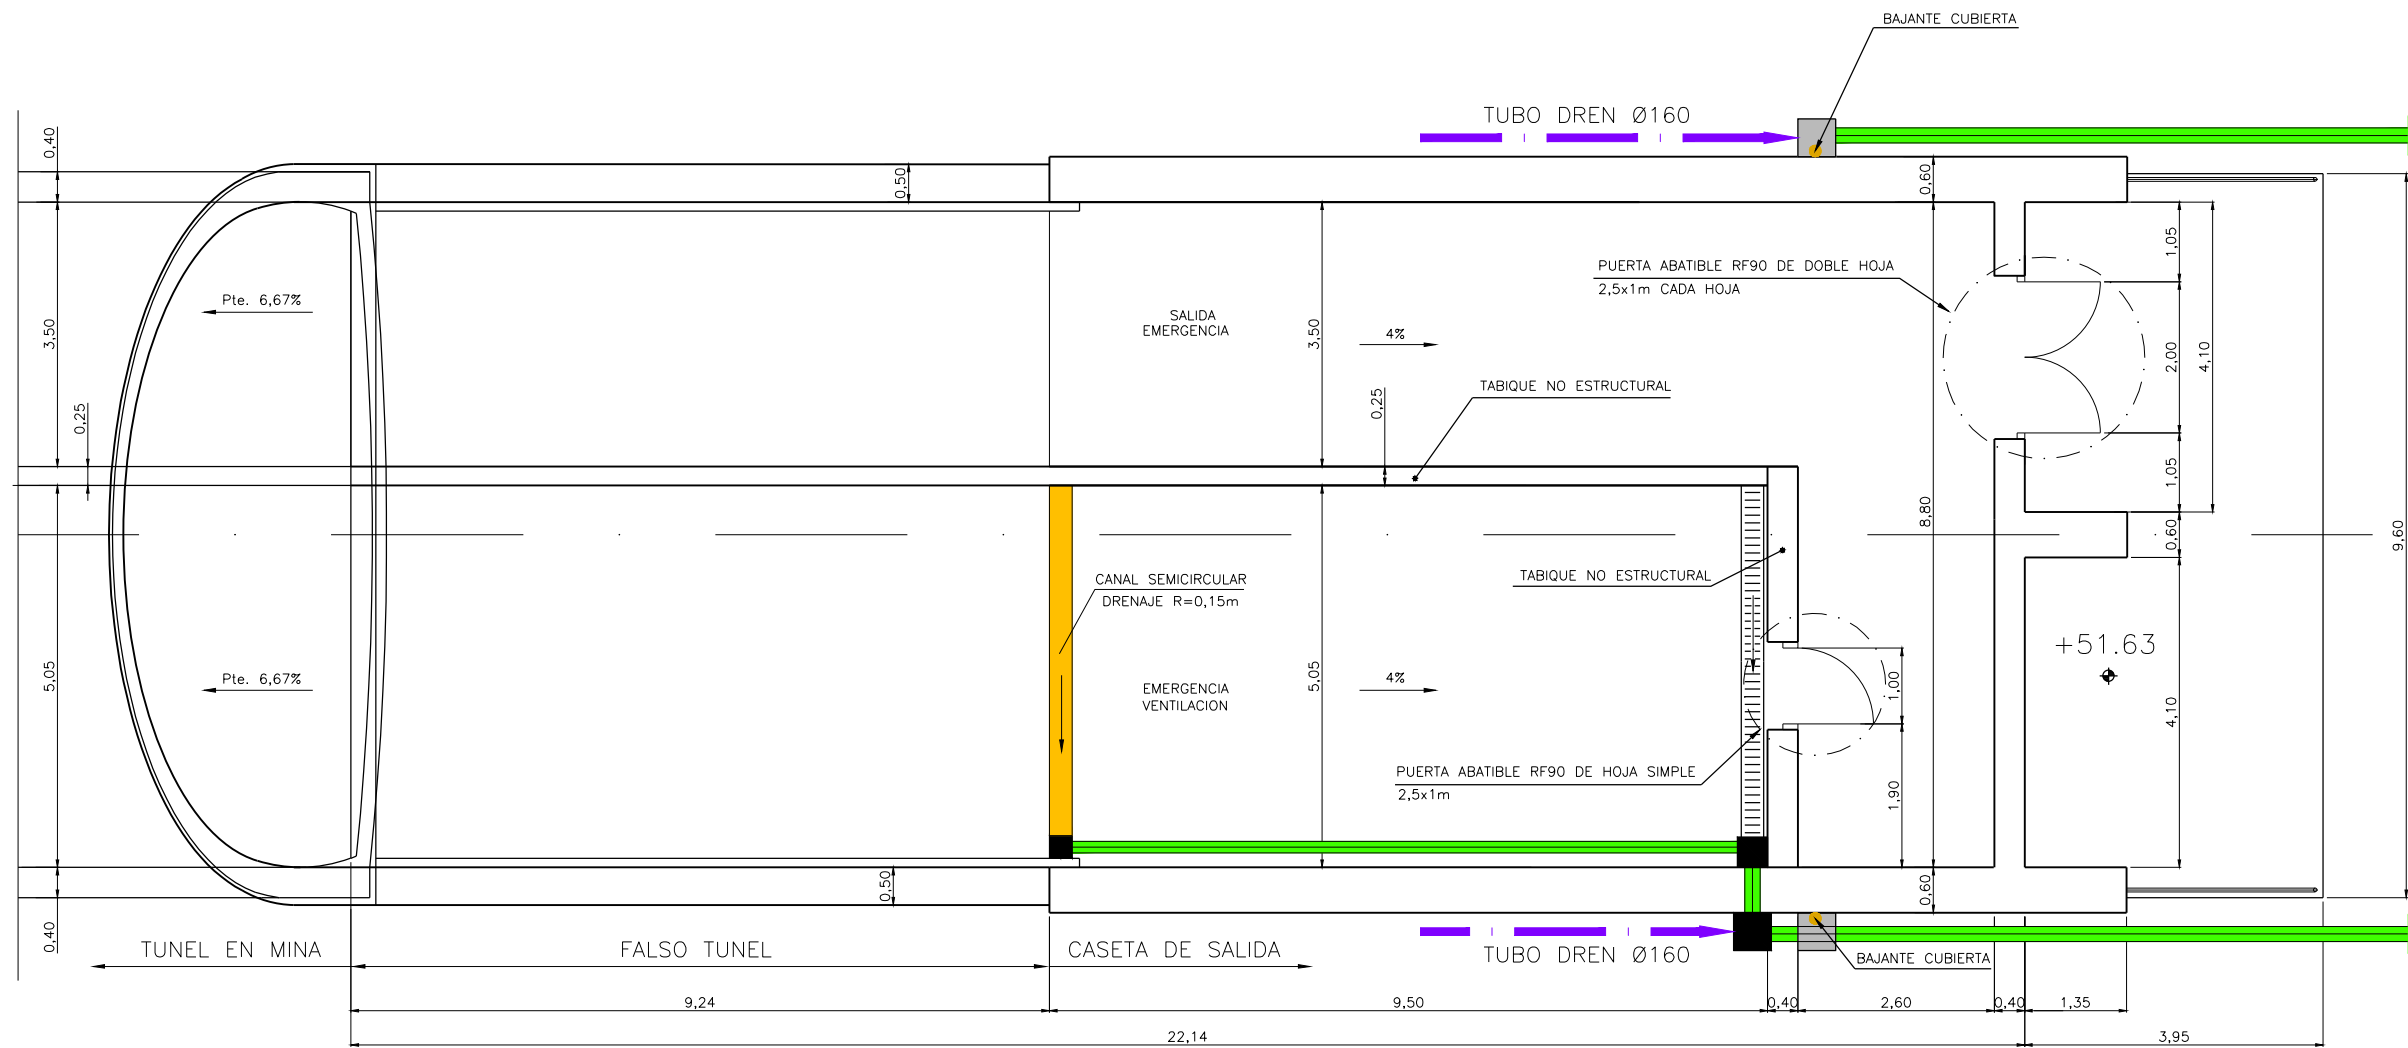 BAJANTE CUBIERTA
TUBO DREN Ø160
0,40
0,50
0,60
1,05
PUERTA ABATIBLE RF90 DE DOBLE HOJA
2,5x1m CADA HOJA
Pte. 6,67%
SALIDA
EMERGENCIA
3,50
3,50
4%
2,00
4,10
TABIQUE NO ESTRUCTURAL
0,25
0,25
1,05
8,80
0,60
9,60
CANAL SEMICIRCULAR
DRENAJE R=0,15m
TABIQUE NO ESTRUCTURAL
+51.63
5,05
Pte. 6,67%
EMERGENCIA
VENTILACION
5,05
4%
1,00
4,10
PUERTA ABATIBLE RF90 DE HOJA SIMPLE
2,5x1m
1,90
0,50
0,60
0,40
TUNEL EN MINA
FALSO TUNEL
CASETA DE SALIDA
TUBO DREN Ø160
BAJANTE CUBIERTA
9,24
9,50
0,40
2,60
0,40
1,35
22,14
3,95